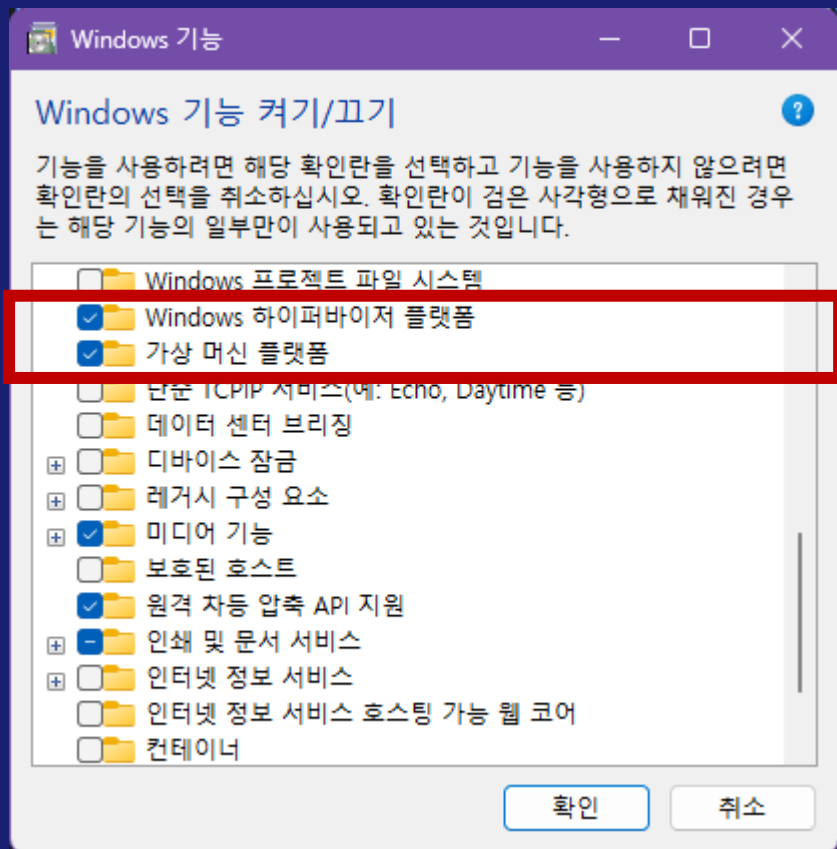 Windows 기능
Windows 기능 켜기/끄기
?
기능을 사용하려면 해당 확인란을 선택하고 기능을 사용하지 않으려면
확인란의 선택을 취소하십시오. 확인란이 검은 사각형으로 채워진 경우
는 해당 기능의 일부만이 사용되고 있는 것입니다.
Windows 프로젝트 파일 시스템
Windows 하이퍼바이저 플랫폼
가상 머신 플랫폼
단순 TCPIP 서비스(예: Echo, Daytime 등)
데이터 센터 브리징
디바이스 잠금
레거시 구성 요소
미디어 기능
보호된 호스트
원격 차등 압축 API 지원
인쇄 및 문서 서비스
인터넷 정보 서비스
인터넷 정보 서비스 호스팅 가능 웹 코어
컨테이너
확인
취소